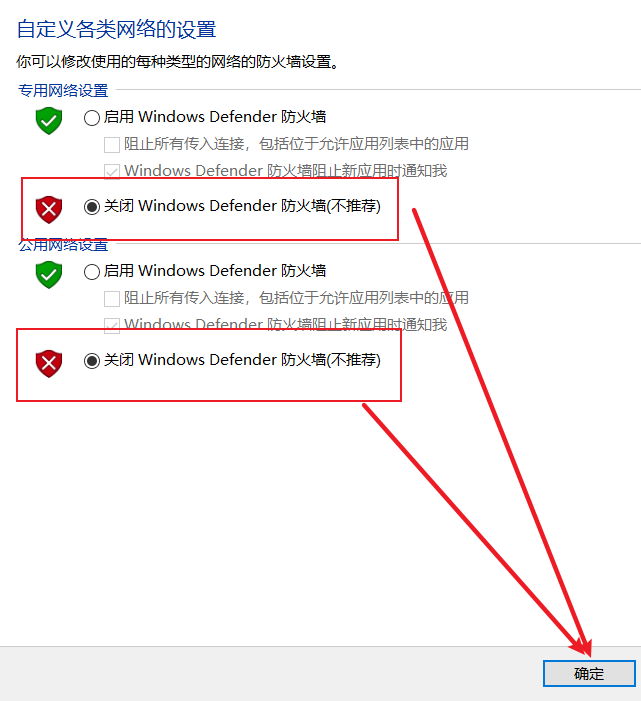 自定义各类网络的设置
你可以修改使用的每种类型的网络的防火墙设置。
专用网络设置
启用 Windows Defender 防火墙
阻止所有传入连接，包括位于允许应用列表中的应用
Windows Defender 防火墙阻止新应用时通知我
关闭 Windows Defender 防火墙(不推荐)
公用网络设置
启用 Windows Defender 防火墙
阻止所有传入连接，包括位于允许应用列表中的应用
Windows Defender 防火墙阻止新应用时通知我
关闭 Windows Defender 防火墙(不推荐)
确定